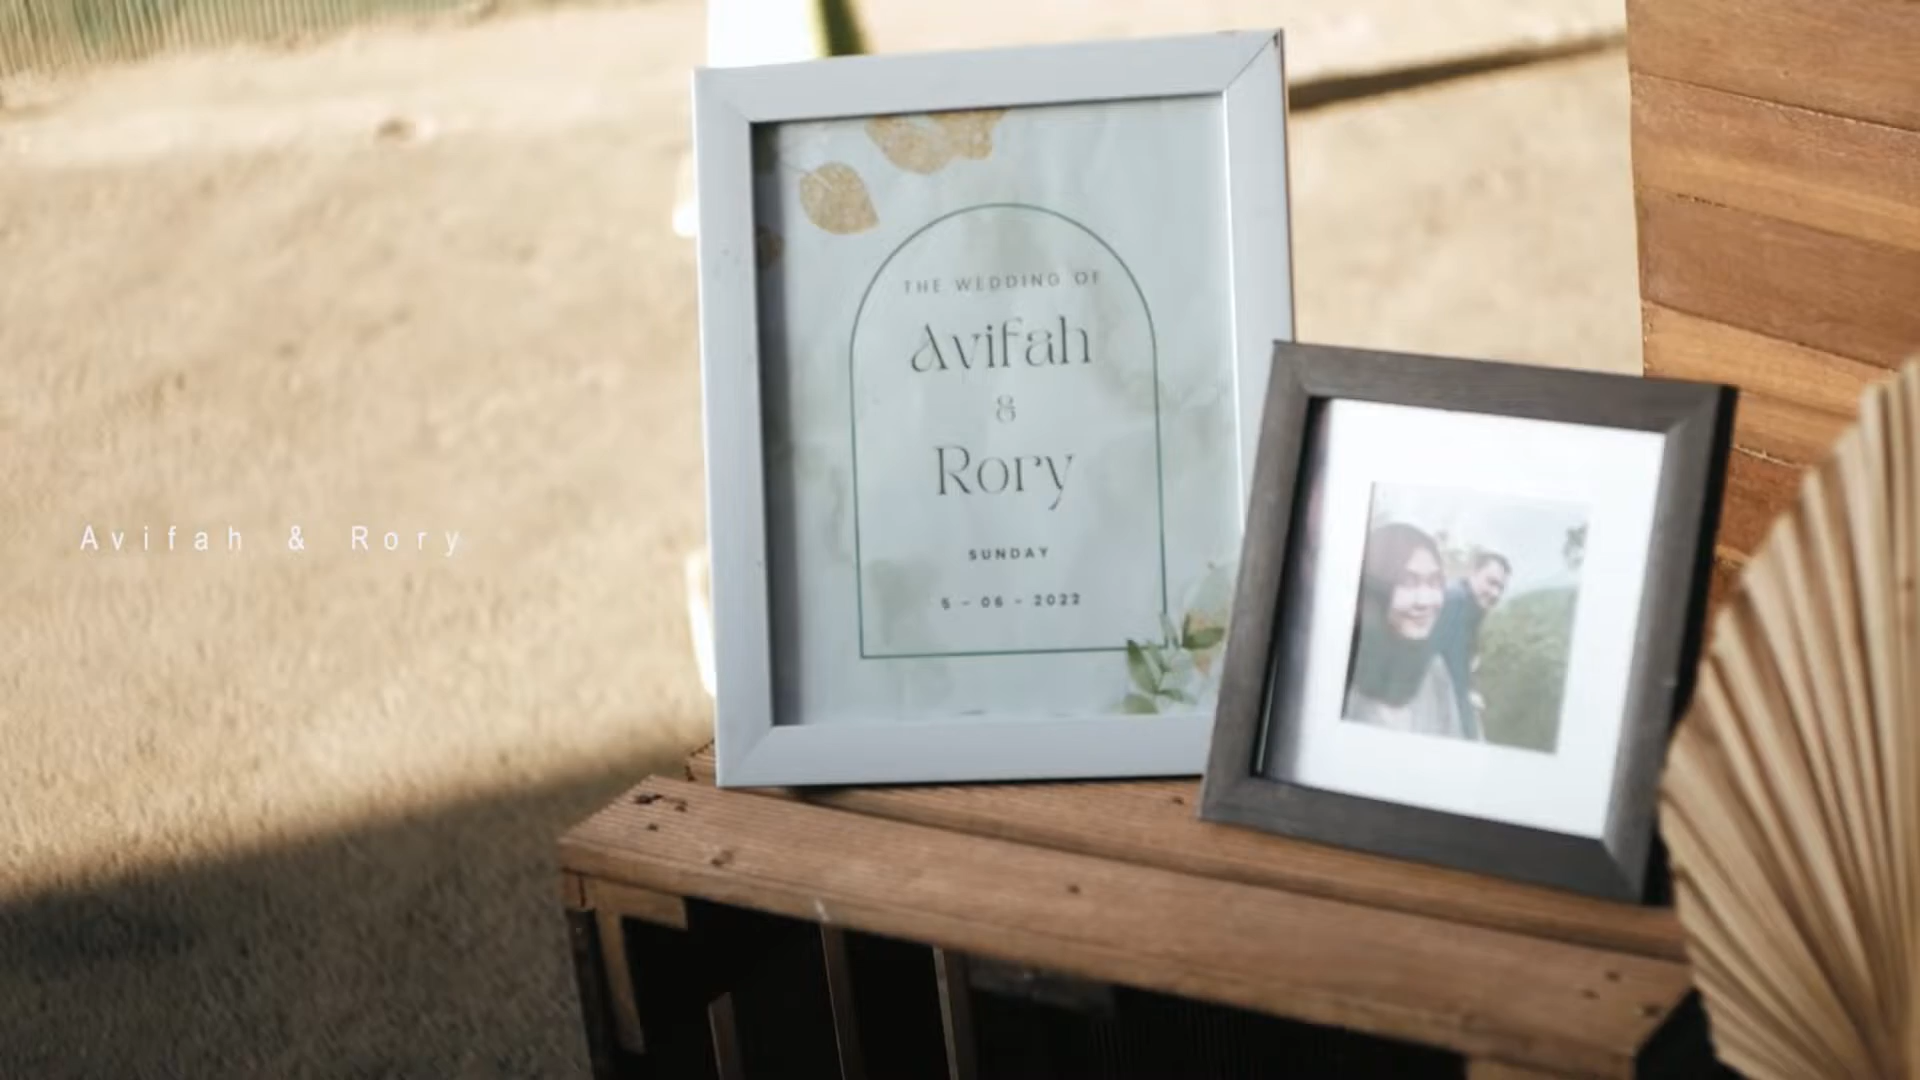 Avifah & Rory
THE WEDDING OF
Avifah
&
Rory
SUNDAY
5 - 06 - 2022